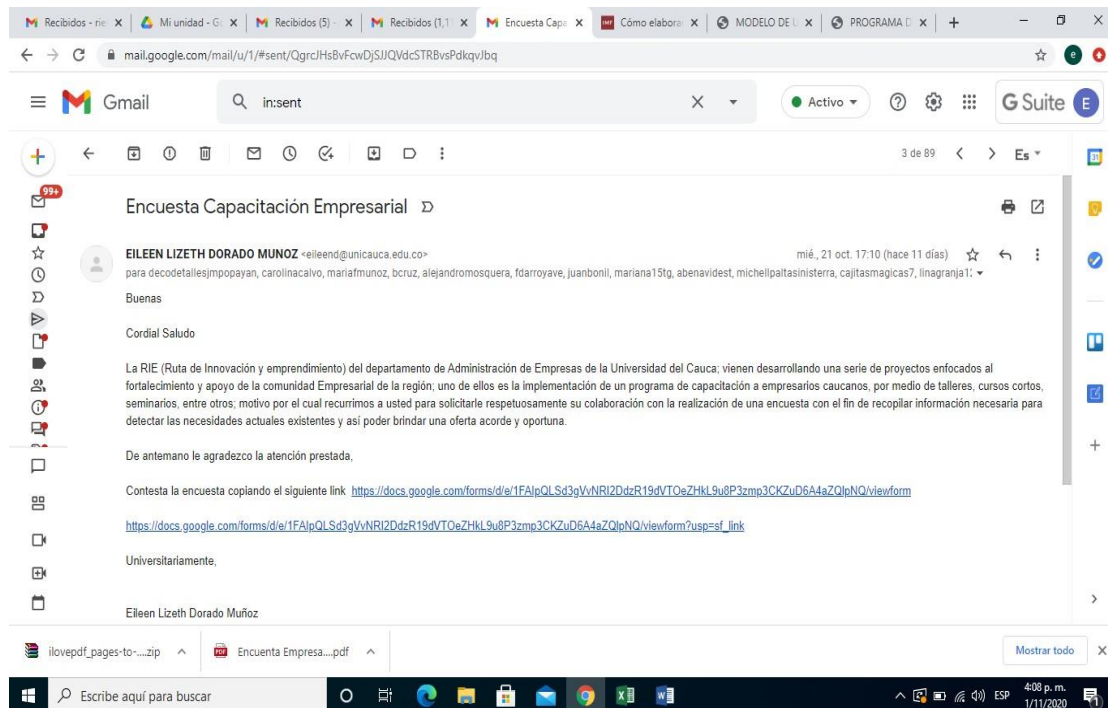 Recibidos - rie
Mi unidad - G
Recibidos (5) -
Recibidos (1,1
Encuesta Capa
Cómo elabora
MODELO DE
PROGRAMA D
mail.google.com/mail/u/1/#sent/QgrcJHsBvFcwDjSJJQVdcSTRBvsPdkqvJbq
e
Gmail
in:sent
Activo
G Suite
E
3 de 89
Es
99+
31
Encuesta Capacitación Empresarial
EILEEN LIZETH DORADO MUNOZ <eileend@unicauca.edu.co>
mié., 21 oct. 17:10 (hace 11 días)
para decodetallesjmpopayan, carolinacalvo, mariafmunoz, bcruz, alejandromosquera, fdarroyave, juanbonil, mariana15tg, abenavidest, michellpaltasinisterra, cajitasmagicas7, linagranja1
Buenas
Cordial Saludo
La RIE (Ruta de Innovación y emprendimiento) del departamento de Administración de Empresas de la Universidad del Cauca; vienen desarrollando una serie de proyectos enfocados al
fortalecimiento y apoyo de la comunidad Empresarial de la región; uno de ellos es la implementación de un programa de capacitación a empresarios caucanos, por medio de talleres, cursos cortos,
seminarios, entre otros; motivo por el cual recurrimos a usted para solicitarle respetuosamente su colaboración con la realización de una encuesta con el fin de recopilar información necesaria para
detectar las necesidades actuales existentes y así poder brindar una oferta acorde y oportuna.
De antemano le agradezco la atención prestada,
Contesta la encuesta copiando el siguiente link https://docs.google.com/forms/d/e/1FAIpQLSd3gVvNRI2DdzR19dVTOeZHkL9u8P3zmp3CKZuD6A4aZQIpNQ/viewform
https://docs.google.com/forms/d/e/1FAIpQLSd3gVvNRI2DdzR19dVTOeZHkL9u8P3zmp3CKZuD6A4aZQIpNQ/viewform?usp=sf_link
Universitariamente,
Eileen Lizeth Dorado Muñoz
ilovepdf_pages-to-....zip
Encuenta Empresa....pdf
Mostrar todo
Escribe aquí para buscar
ESP
4:08 p. m.
1/11/2020